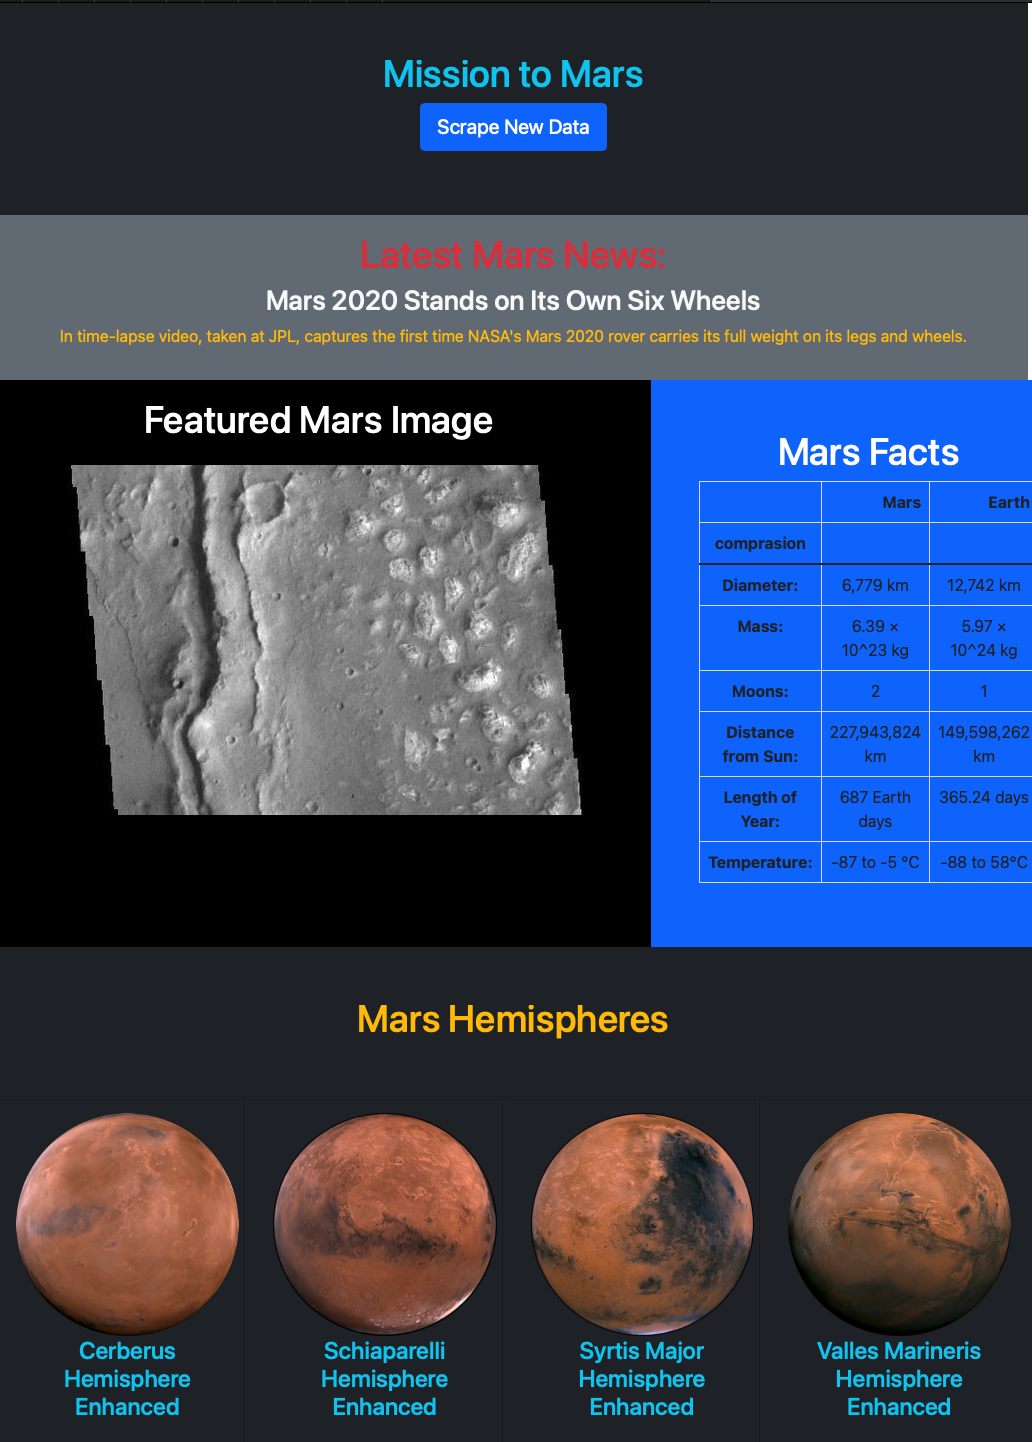 Mission to Mars
Scrape New Data
Latest Mars News:
Mars 2020 Stands on Its Own Six Wheels
In time-lapse video, taken at JPL, captures the first time NASA's Mars 2020 rover carries its full weight on its legs and wheels.
Featured Mars Image
Mars Facts
Mars Earth
comprasion
Diameter: 6,779 km 12,742 km
Mass: 6.39 × 5.97 ×
10^23 kg 10^24 kg
Moons: 2 1
Distance 227,943,824 149,598,262
from Sun: km km
Length of 687 Earth 365.24 days
Year: days
Temperature: -87 to -5 °C -88 to 58°C
Mars Hemispheres
Cerberus
Hemisphere
Enhanced
Schiaparelli
Hemisphere
Enhanced
Syrtis Major
Hemisphere
Enhanced
Valles Marineris
Hemisphere
Enhanced